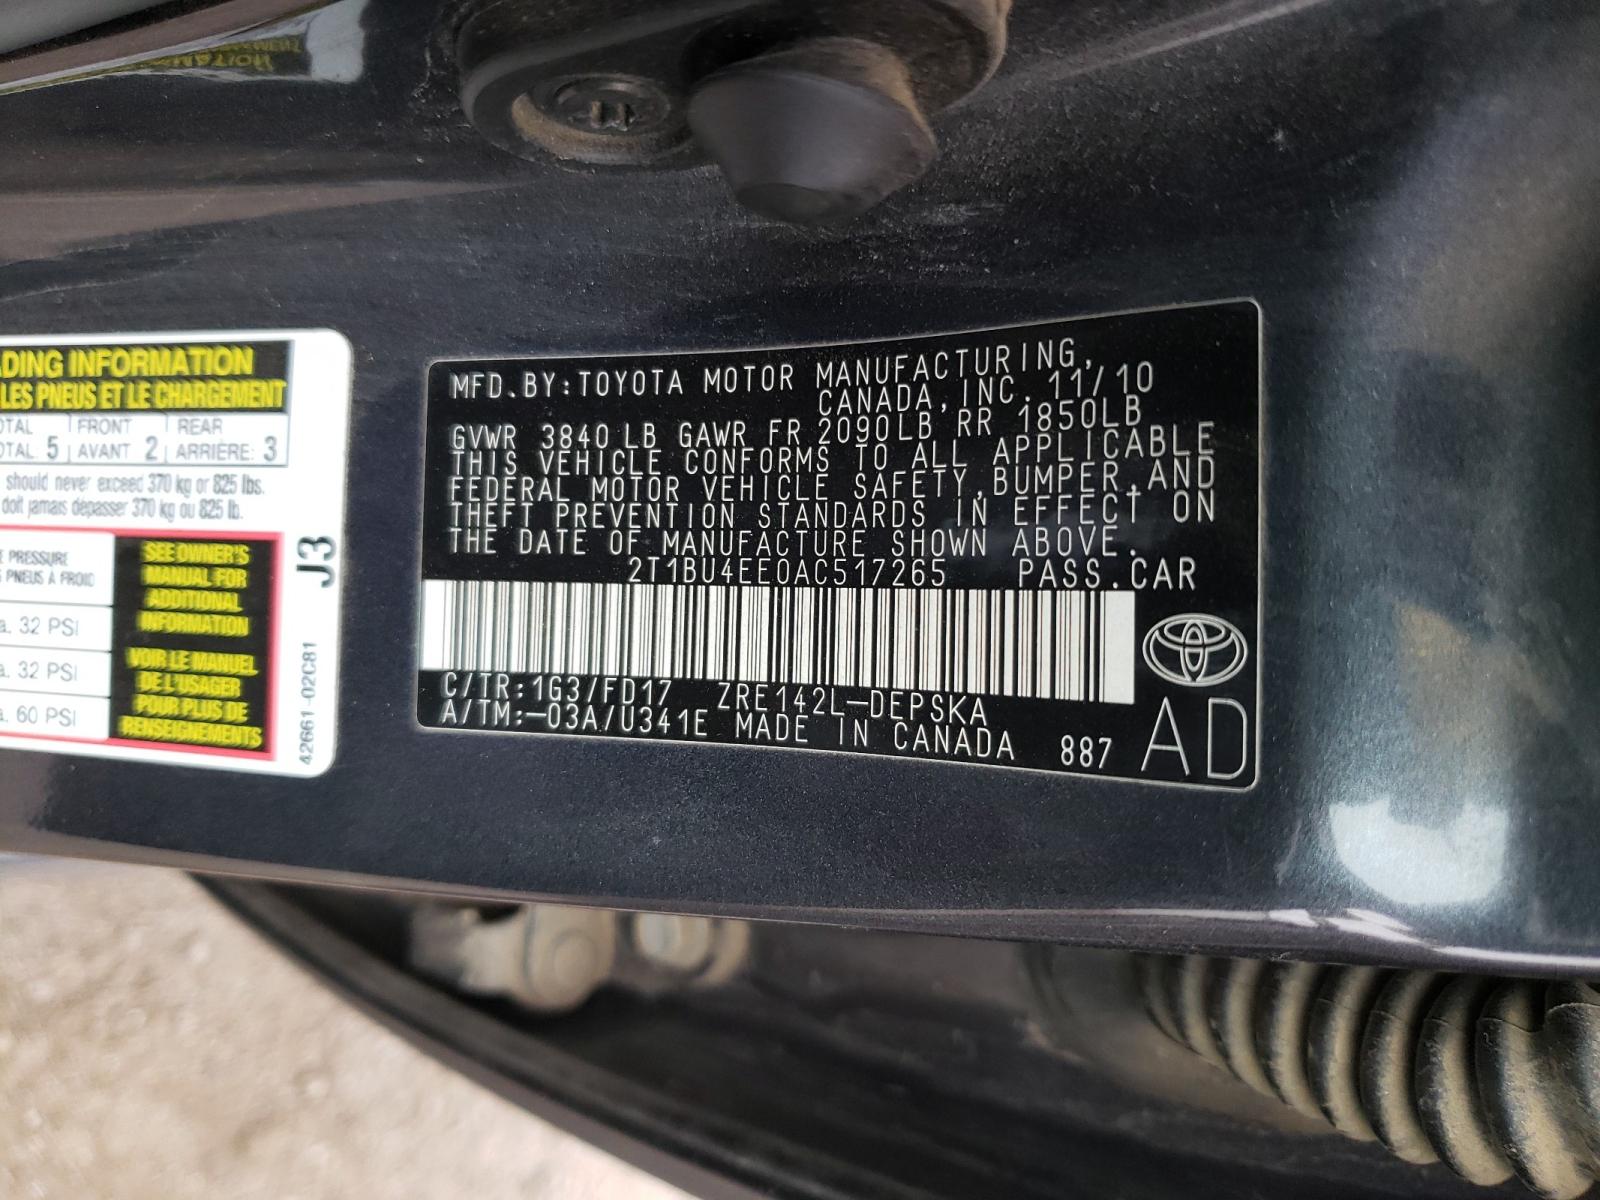 ADING INFORMATION
LES PNEUS ET LE CHARGEMENT
OTAL FRONT REAR
OTAL: 5 AVANT 2 ARRIÈRE: 3
should never exceed 370 kg or 825 lbs.
doit jamais dépasser 370 kg ou 825 lb.
PRESSURE
PNEUS À FROID
a. 32 PSI
a. 32 PSI
a. 60 PSI
SEE OWNER'S
MANUAL FOR
ADDITIONAL
INFORMATION
VOIR LE MANUEL
DE L'USAGER
POUR PLUS DE
RENSEIGNEMENTS
J3
42661-02C81
MFD.BY:TOYOTA MOTOR MANUFACTURING,
CANADA,INC. 11/10
GVWR 3840 LB GAWR FR 2090LB RR 1850LB
THIS VEHICLE CONFORMS TO ALL APPLICABLE
FEDERAL MOTOR VEHICLE SAFETY,BUMPER,AND
THEFT PREVENTION STANDARDS IN EFFECT ON
THE DATE OF MANUFACTURE SHOWN ABOVE.
2T1BU4EE0AC517265 PASS.CAR
C/TR:1G3/FD17 ZRE142L-DEPSKA
A/TM:-03A/U341E MADE IN CANADA 887
AD